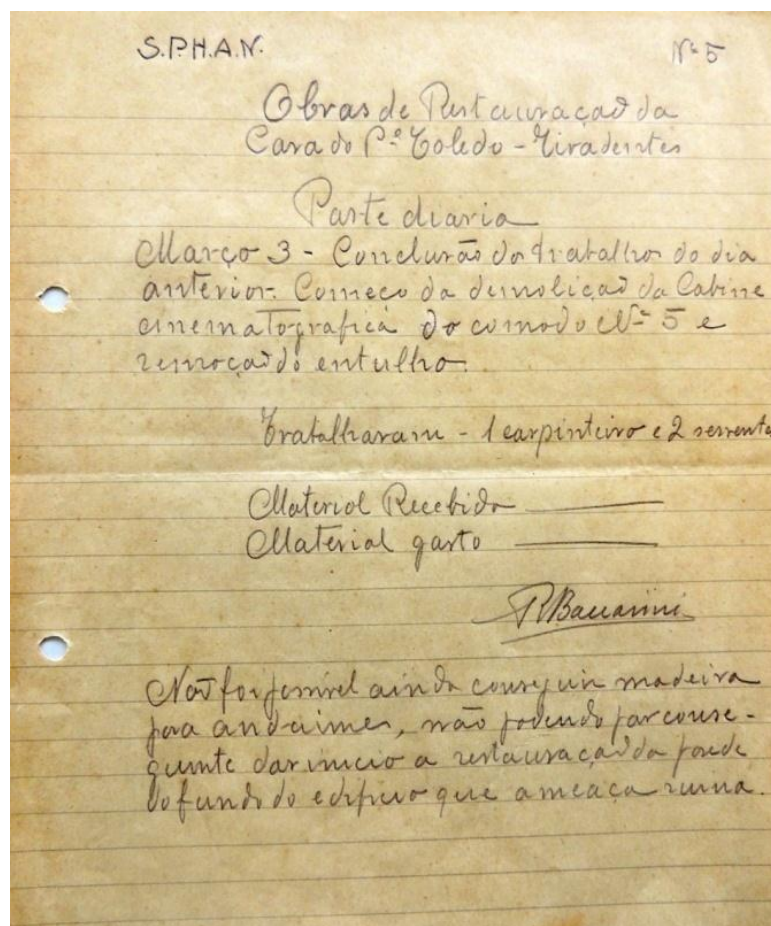 S.P.H.A.N. Nº 5
Obras de Restauração da
Casa do Pe. Toledo - Tiradentes
Parte diaria
Março 3 - Conclusão do trabalho do dia
anterior. Começo da demolição da Cabine
cinematografica do comodo Nº 5 e
remoção do entulho.
Trabalharam - 1 carpinteiro e 2 servente
Material Recebido
Material gasto
R Baccarini
Não foi possivel ainda conseguir madeira
para andaimes, não podendo por conse-
guinte dar inicio a restauração da parede
do fundo do edificio que ameaça ruina.